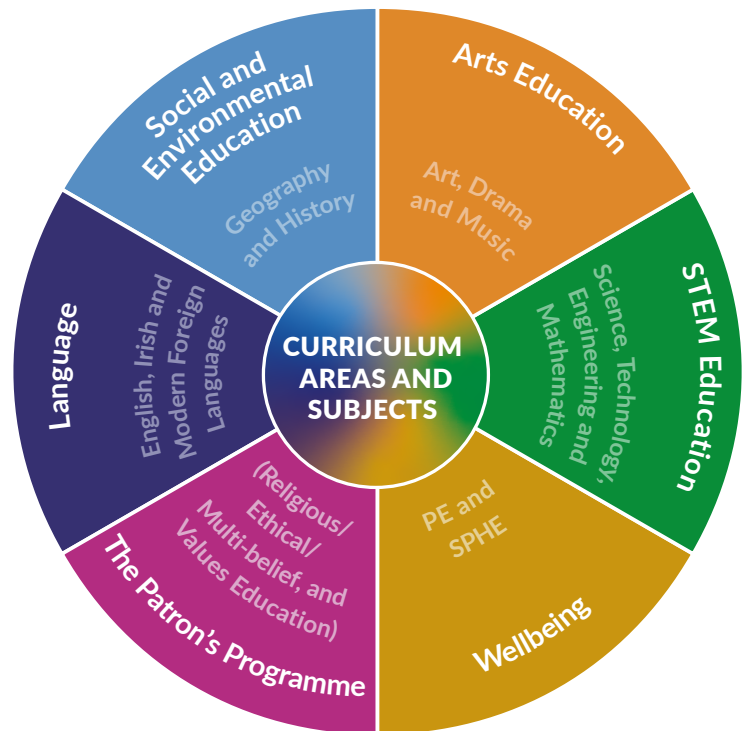 CURRICULUM
AREAS AND
SUBJECTS
Arts Education
Art, Drama
and Music
STEM Education
Science, Technology,
Engineering and
Mathematics
Wellbeing
PE and
SPHE
The Patron's Programme
(Religious/
Ethical/
Multi-belief, and
Values Education)
Language
English, Irish and
Modern Foreign
Languages
Social and
Environmental
Education
Geography
and History